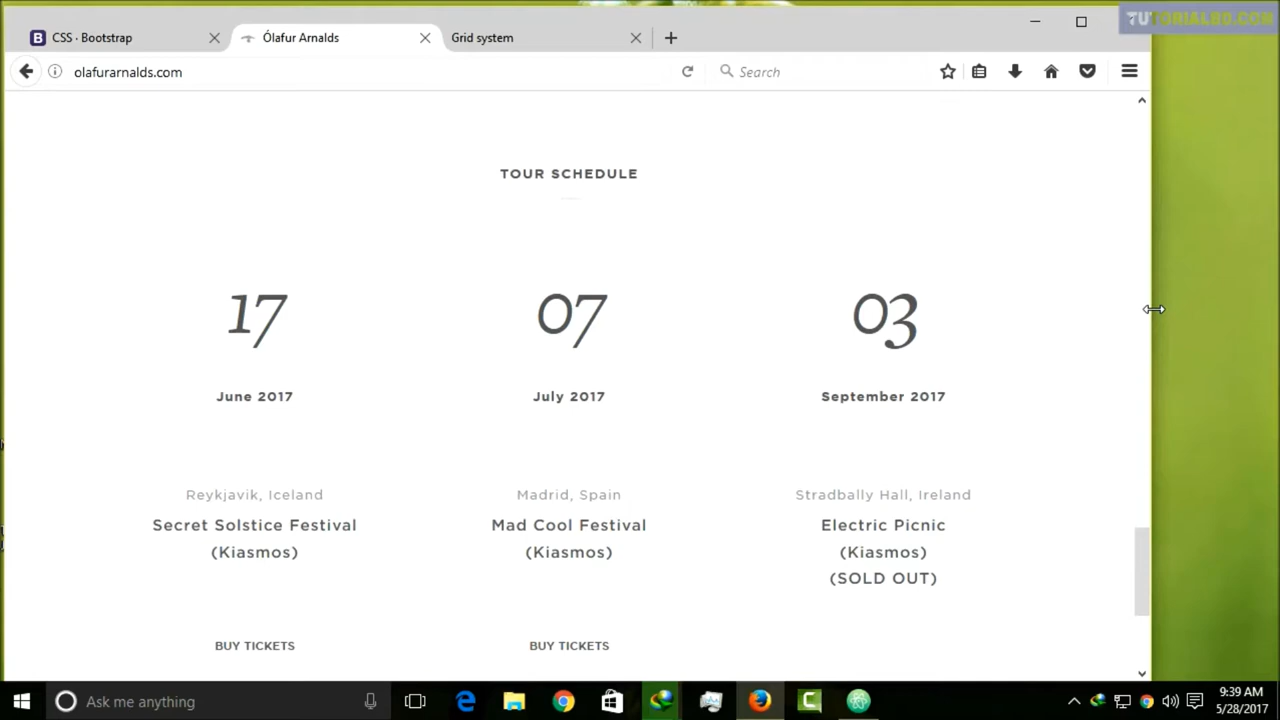 TUTORIALBD.COM
CSS · Bootstrap
Ólafur Arnalds
Grid system
olafurarnalds.com
Search
TOUR SCHEDULE
17
07
03
June 2017
July 2017
September 2017
Reykjavik, Iceland
Madrid, Spain
Stradbally Hall, Ireland
Secret Solstice Festival
(Kiasmos)
Mad Cool Festival
(Kiasmos)
Electric Picnic
(Kiasmos)
(SOLD OUT)
BUY TICKETS
BUY TICKETS
Ask me anything
9:39 AM
5/28/2017